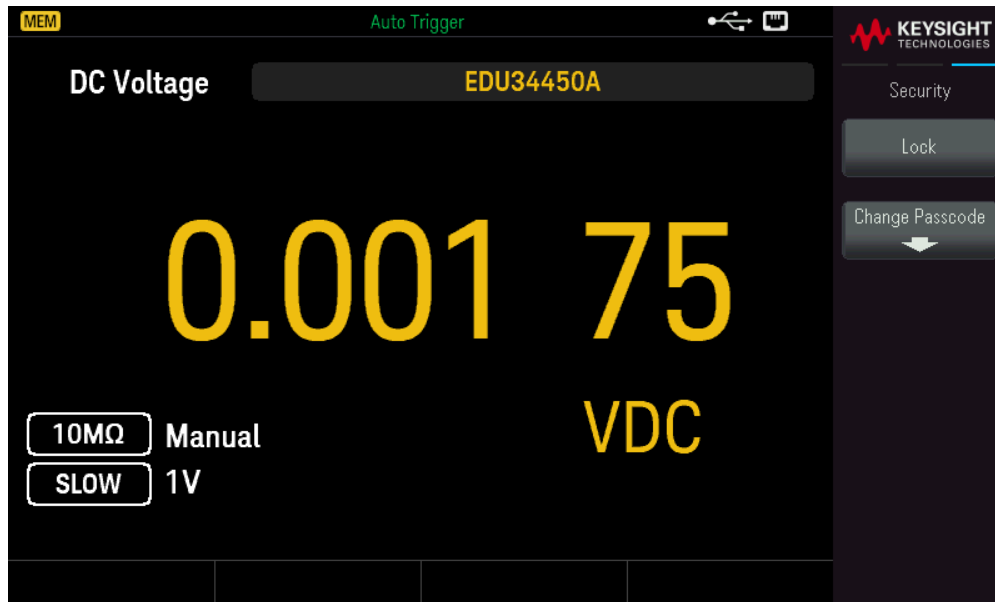 MEM
Auto Trigger
KEYSIGHT
TECHNOLOGIES
DC Voltage
EDU34450A
Security
Lock
Change Passcode
0.001 75
VDC
10MΩ Manual
SLOW 1V